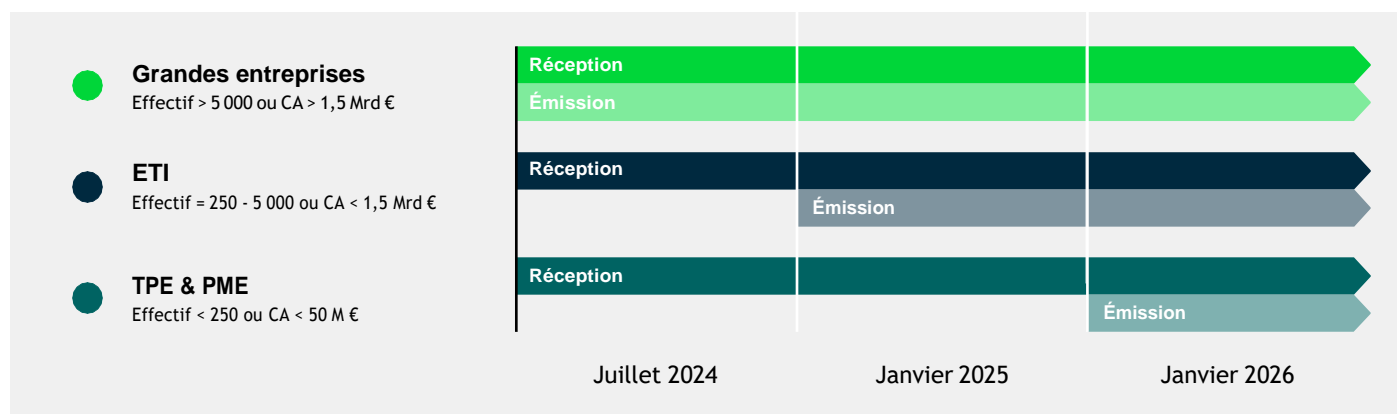 Grandes entreprises
Effectif > 5 000 ou CA > 1,5 Mrd €
Réception
Émission
ETI
Effectif = 250 - 5 000 ou CA < 1,5 Mrd €
Réception
Émission
TPE & PME
Effectif < 250 ou CA < 50 M €
Réception
Émission
Juillet 2024
Janvier 2025
Janvier 2026